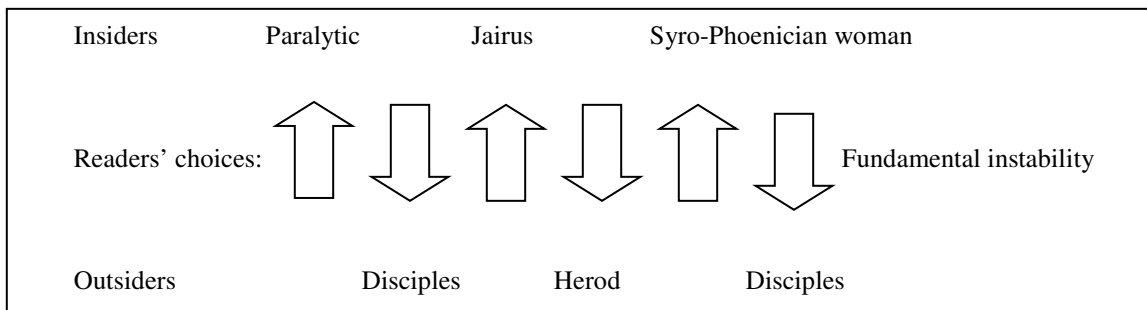 Insiders Paralytic Jairus Syro-Phoenician woman
Readers’ choices: Fundamental instability
Outsiders Disciples Herod Disciples